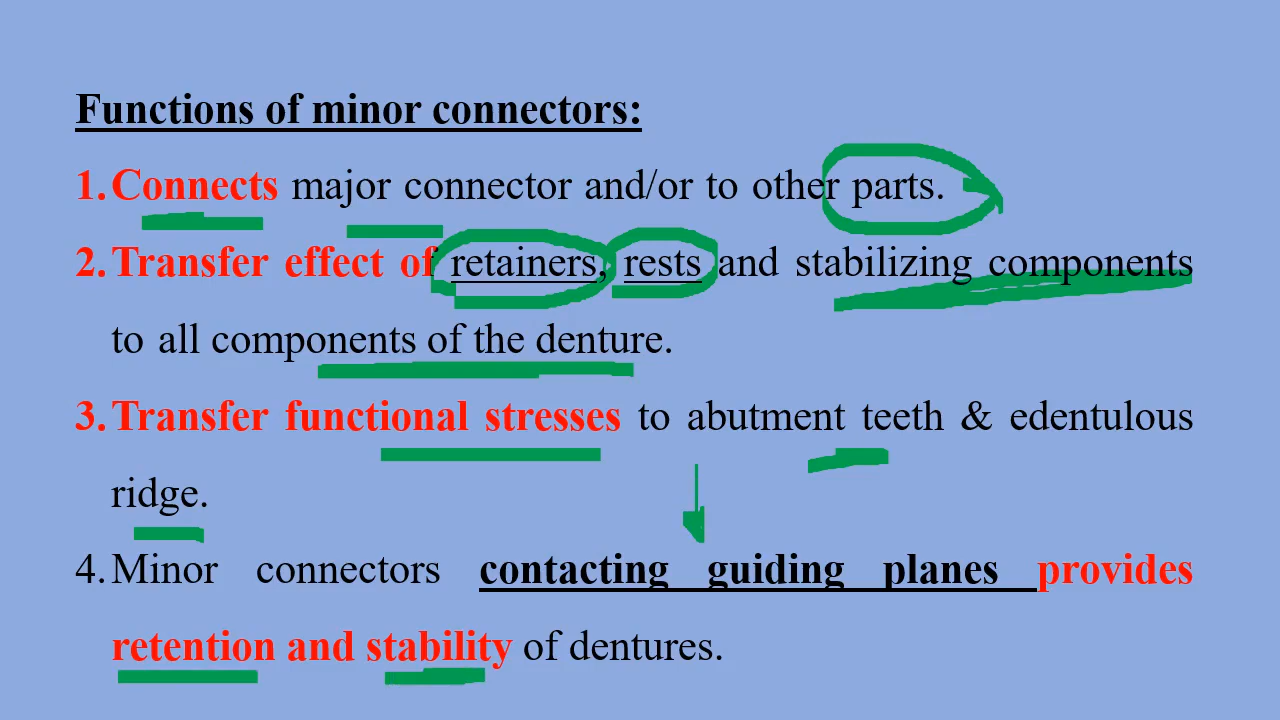 Functions of minor connectors:
1. Connects major connector and/or to other parts.
2. Transfer effect of retainers, rests and stabilizing components
to all components of the denture.
3. Transfer functional stresses to abutment teeth & edentulous
ridge.
4. Minor connectors contacting guiding planes provides
retention and stability of dentures.